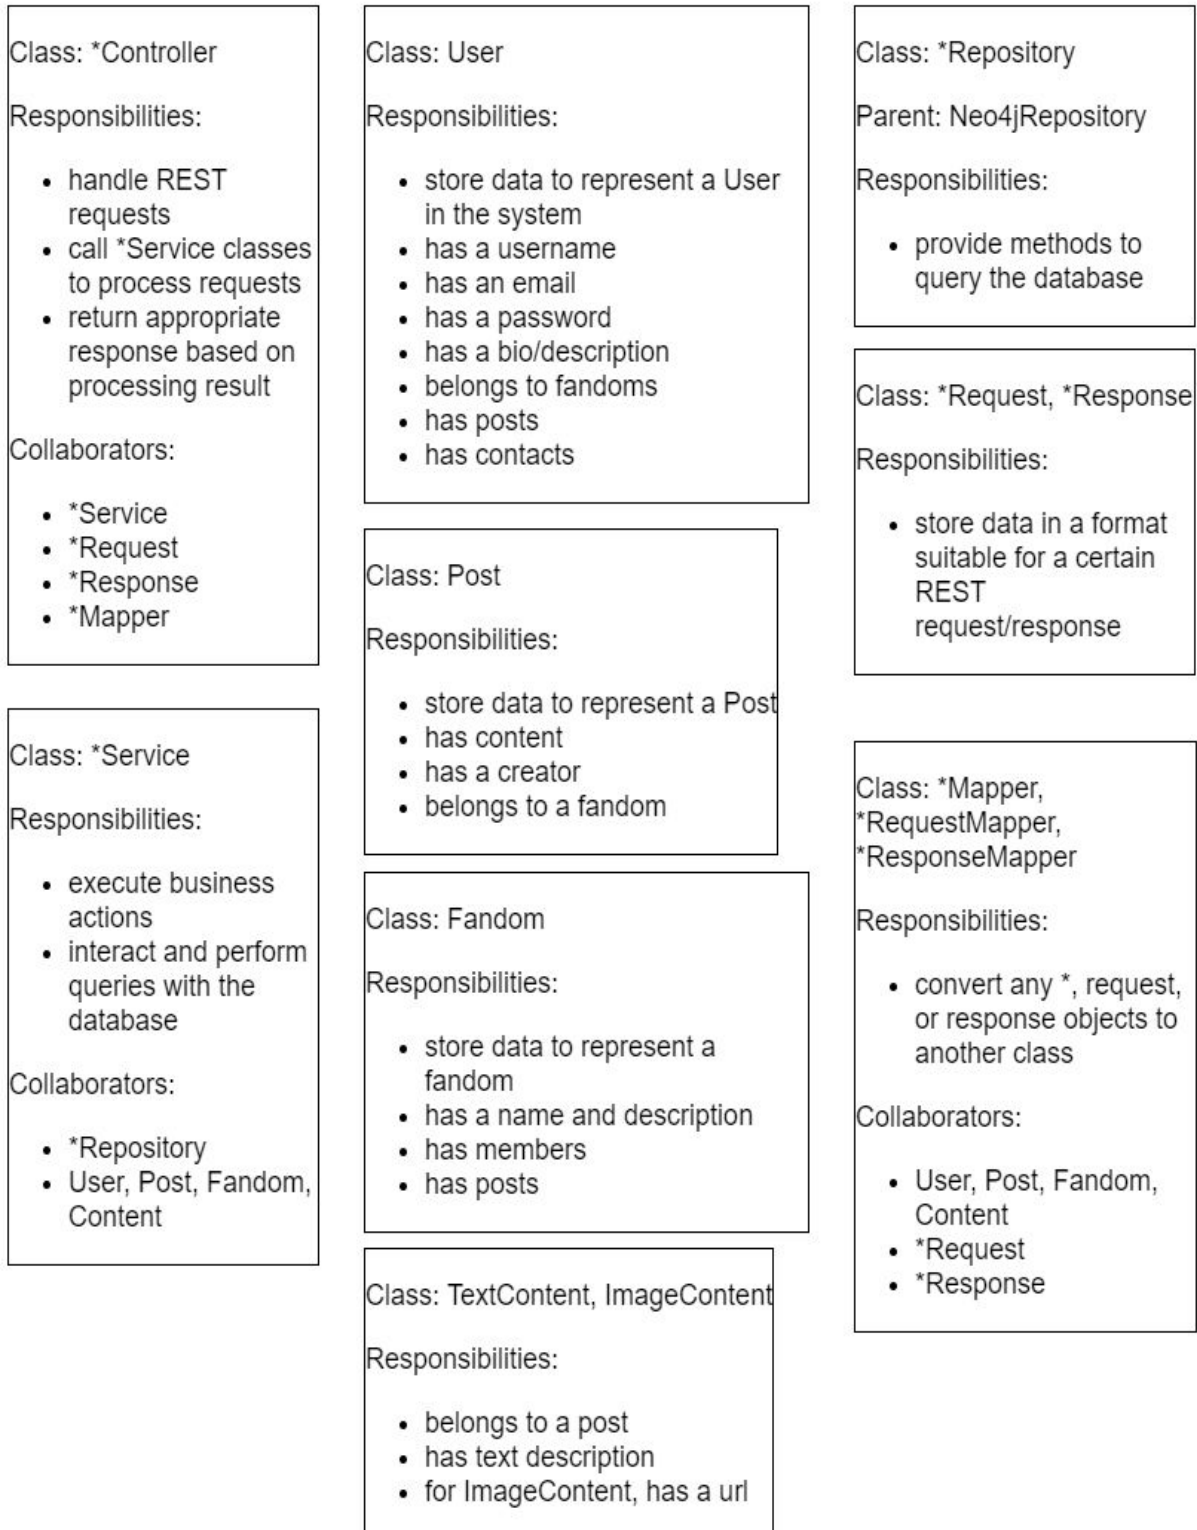 Class: *Controller
Responsibilities:
• handle REST
requests
• call *Service classes
to process requests
• return appropriate
response based on
processing result
Collaborators:
• *Service
• *Request
• *Response
• *Mapper
Class: *Service
Responsibilities:
• execute business
actions
• interact and perform
queries with the
database
Collaborators:
• *Repository
• User, Post, Fandom,
Content
Class: User
Responsibilities:
• store data to represent a User
in the system
• has a username
• has an email
• has a password
• has a bio/description
• belongs to fandoms
• has posts
• has contacts
Class: Post
Responsibilities:
• store data to represent a Post
• has content
• has a creator
• belongs to a fandom
Class: Fandom
Responsibilities:
• store data to represent a
fandom
• has a name and description
• has members
• has posts
Class: TextContent, ImageContent
Responsibilities:
• belongs to a post
• has text description
• for ImageContent, has a url
Class: *Repository
Parent: Neo4jRepository
Responsibilities:
• provide methods to
query the database
Class: *Request, *Response
Responsibilities:
• store data in a format
suitable for a certain
REST
request/response
Class: *Mapper,
*RequestMapper,
*ResponseMapper
Responsibilities:
• convert any *, request,
or response objects to
another class
Collaborators:
• User, Post, Fandom,
Content
• *Request
• *Response